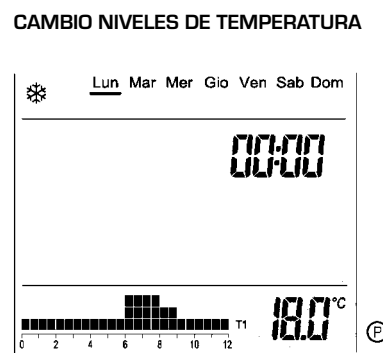 CAMBIO NIVELES DE TEMPERATURA
Lun Mar Mer Gio Ven Sab Dom
00:00
T1 18.0°C
0 2 4 6 8 10 12
P